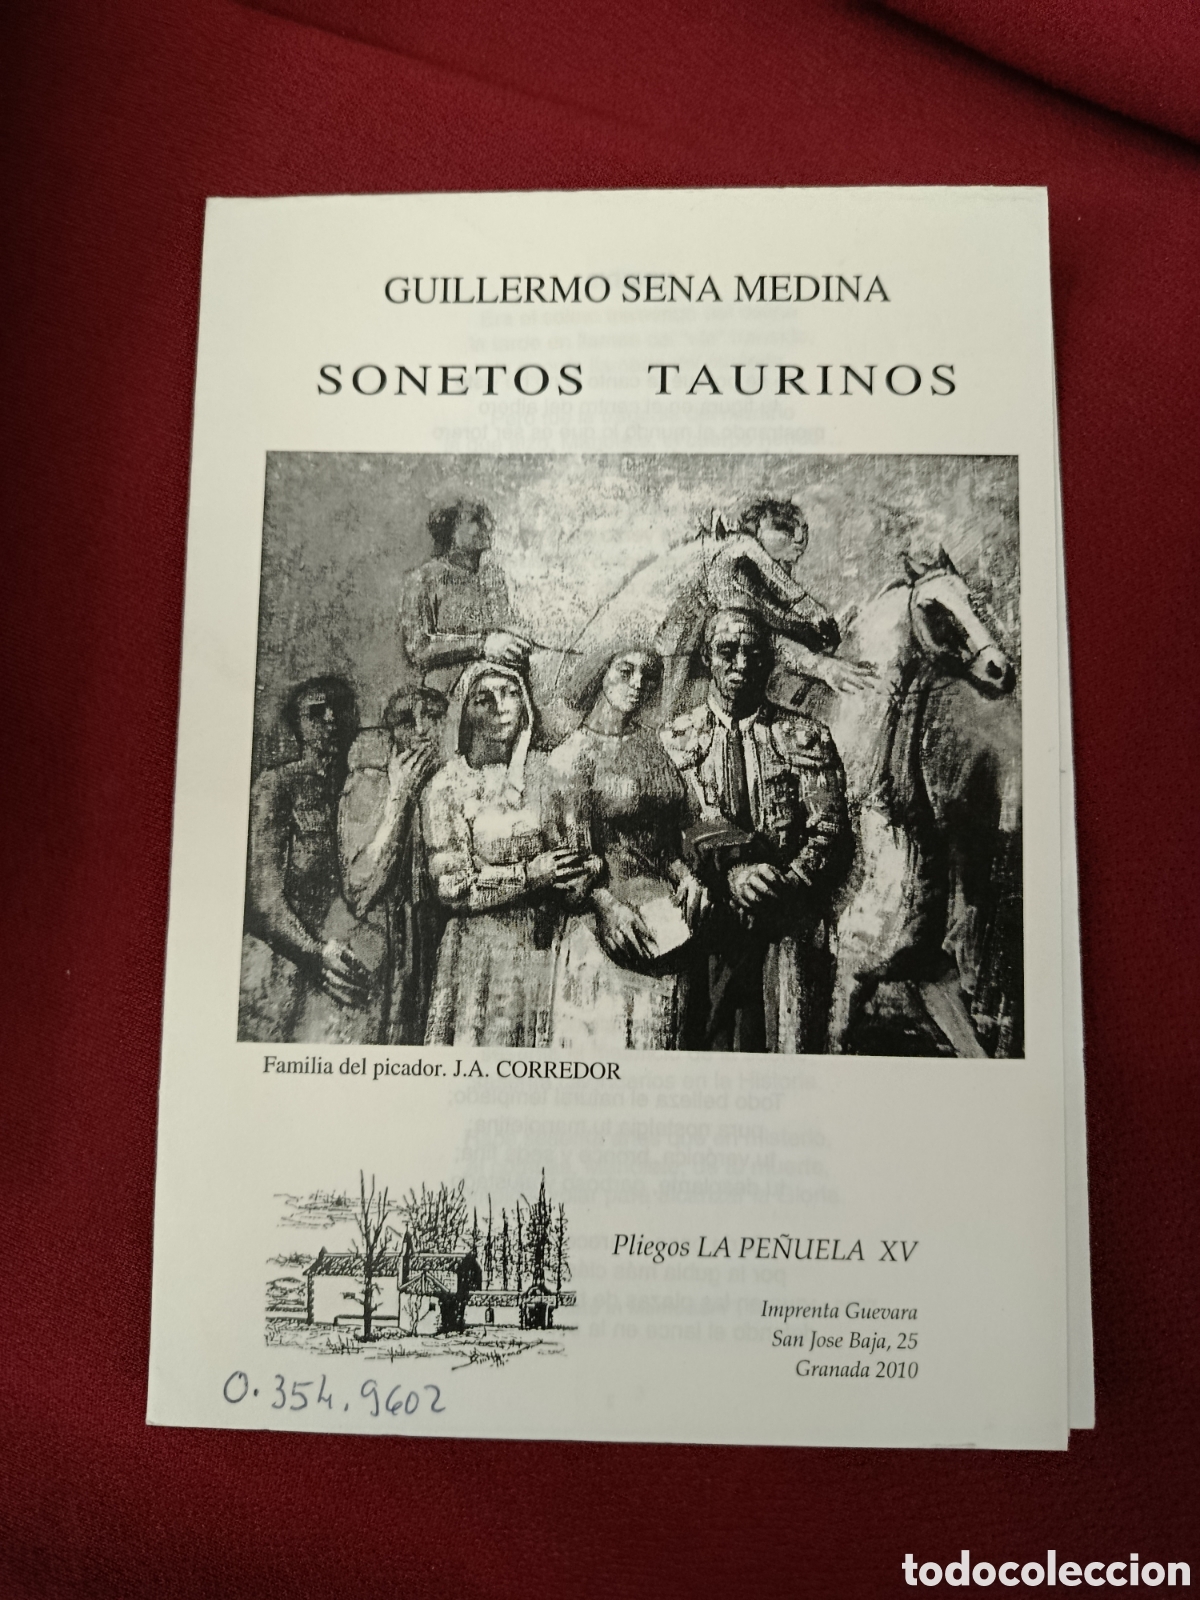 GUILLERMO SENA MEDINA
SONETOS TAURINOS
Familia del picador. J.A. CORREDOR
Pliegos LA PEÑUELA XV
Imprenta Guevara
San Jose Baja, 25
Granada 2010
0.354.9602
todocoleccion